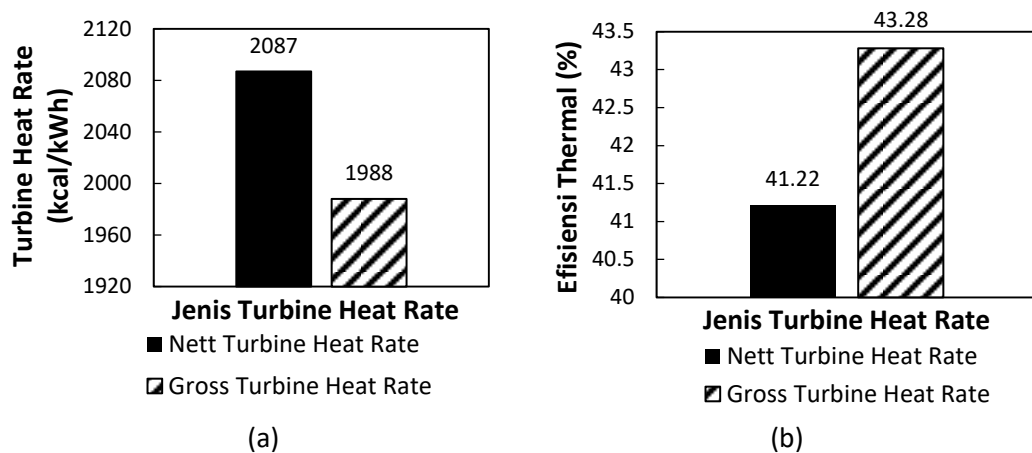 Turbine Heat Rate
(kcal/kWh)
2120
2080
2040
2000
1960
1920
2087
1988
Jenis Turbine Heat Rate
Nett Turbine Heat Rate
Gross Turbine Heat Rate
(a)
Efisiensi Thermal (%)
43.5
43
42.5
42
41.5
41
40.5
40
41.22
43.28
Jenis Turbine Heat Rate
Nett Turbine Heat Rate
Gross Turbine Heat Rate
(b)